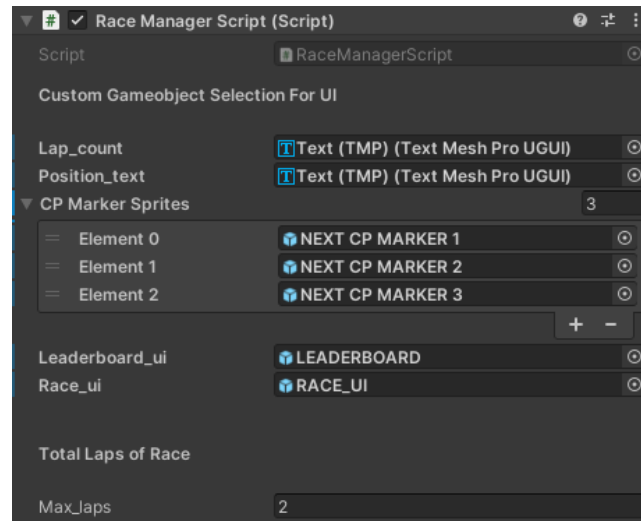 # Race Manager Script (Script)
Script # RaceManagerScript
Custom Gameobject Selection For UI
Lap_count T Text (TMP) (Text Mesh Pro UGUI)
Position_text T Text (TMP) (Text Mesh Pro UGUI)
CP Marker Sprites 3
Element 0 NEXT CP MARKER 1
Element 1 NEXT CP MARKER 2
Element 2 NEXT CP MARKER 3
+ −
Leaderboard_ui LEADERBOARD
Race_ui RACE_UI
Total Laps of Race
Max_laps 2